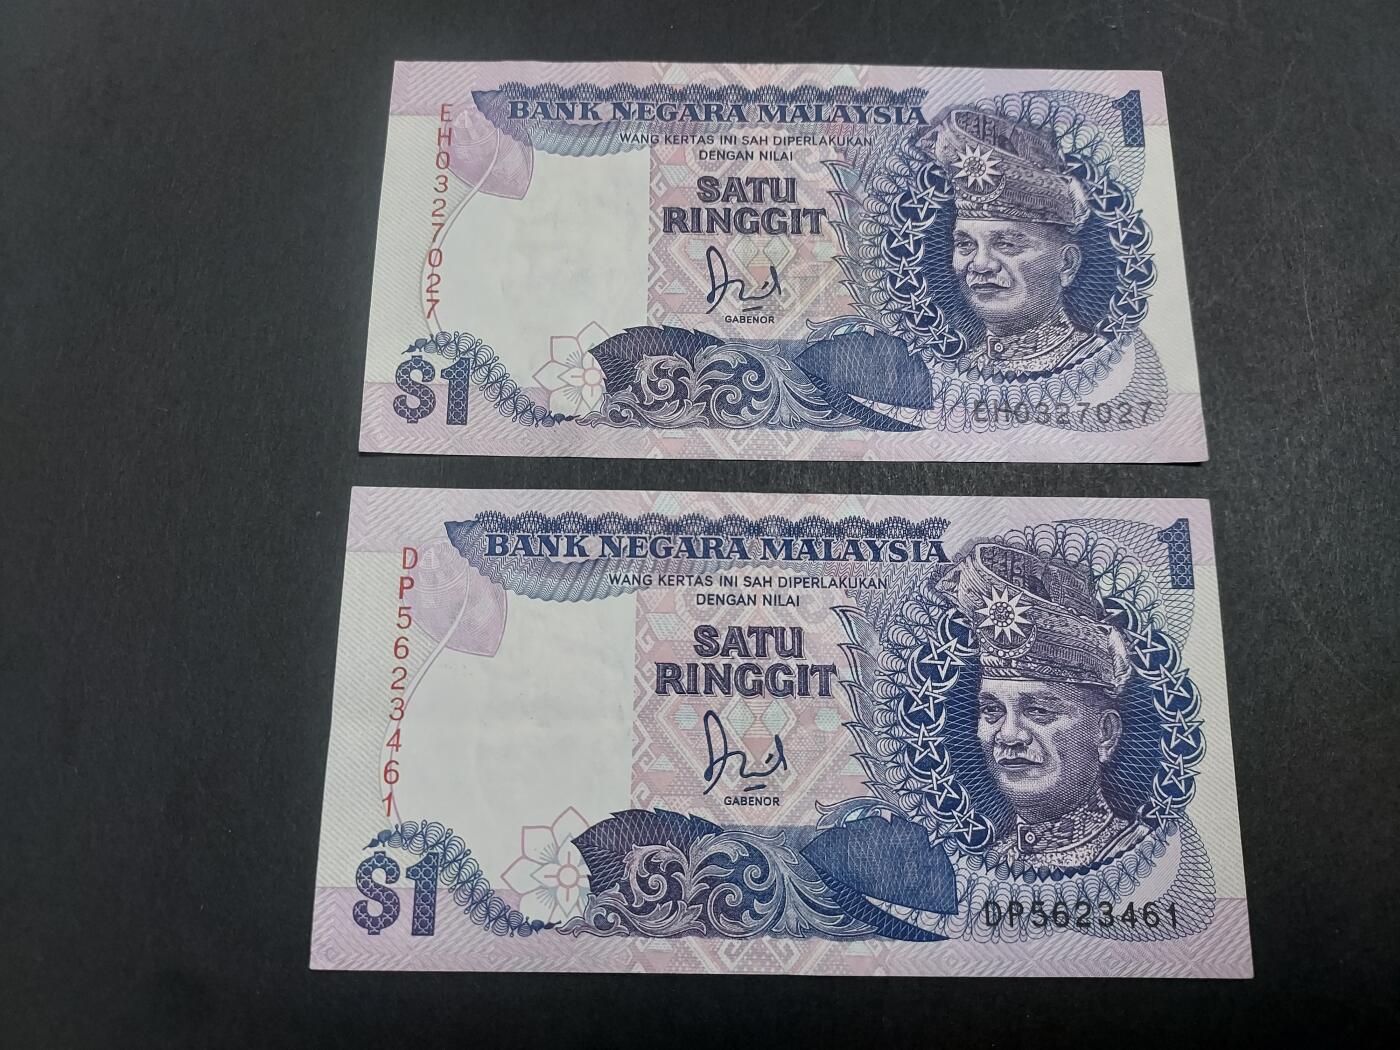 BANK NEGARA MALAYSIA
1
WANG KERTAS INI SAH DIPERLAKUKAN
DENGAN NILAI
SATU
RINGGIT
GABENOR
EH0327027
$1
EH0327027
BANK NEGARA MALAYSIA
1
WANG KERTAS INI SAH DIPERLAKUKAN
DENGAN NILAI
SATU
RINGGIT
GABENOR
DP5623461
$1
DP5623461